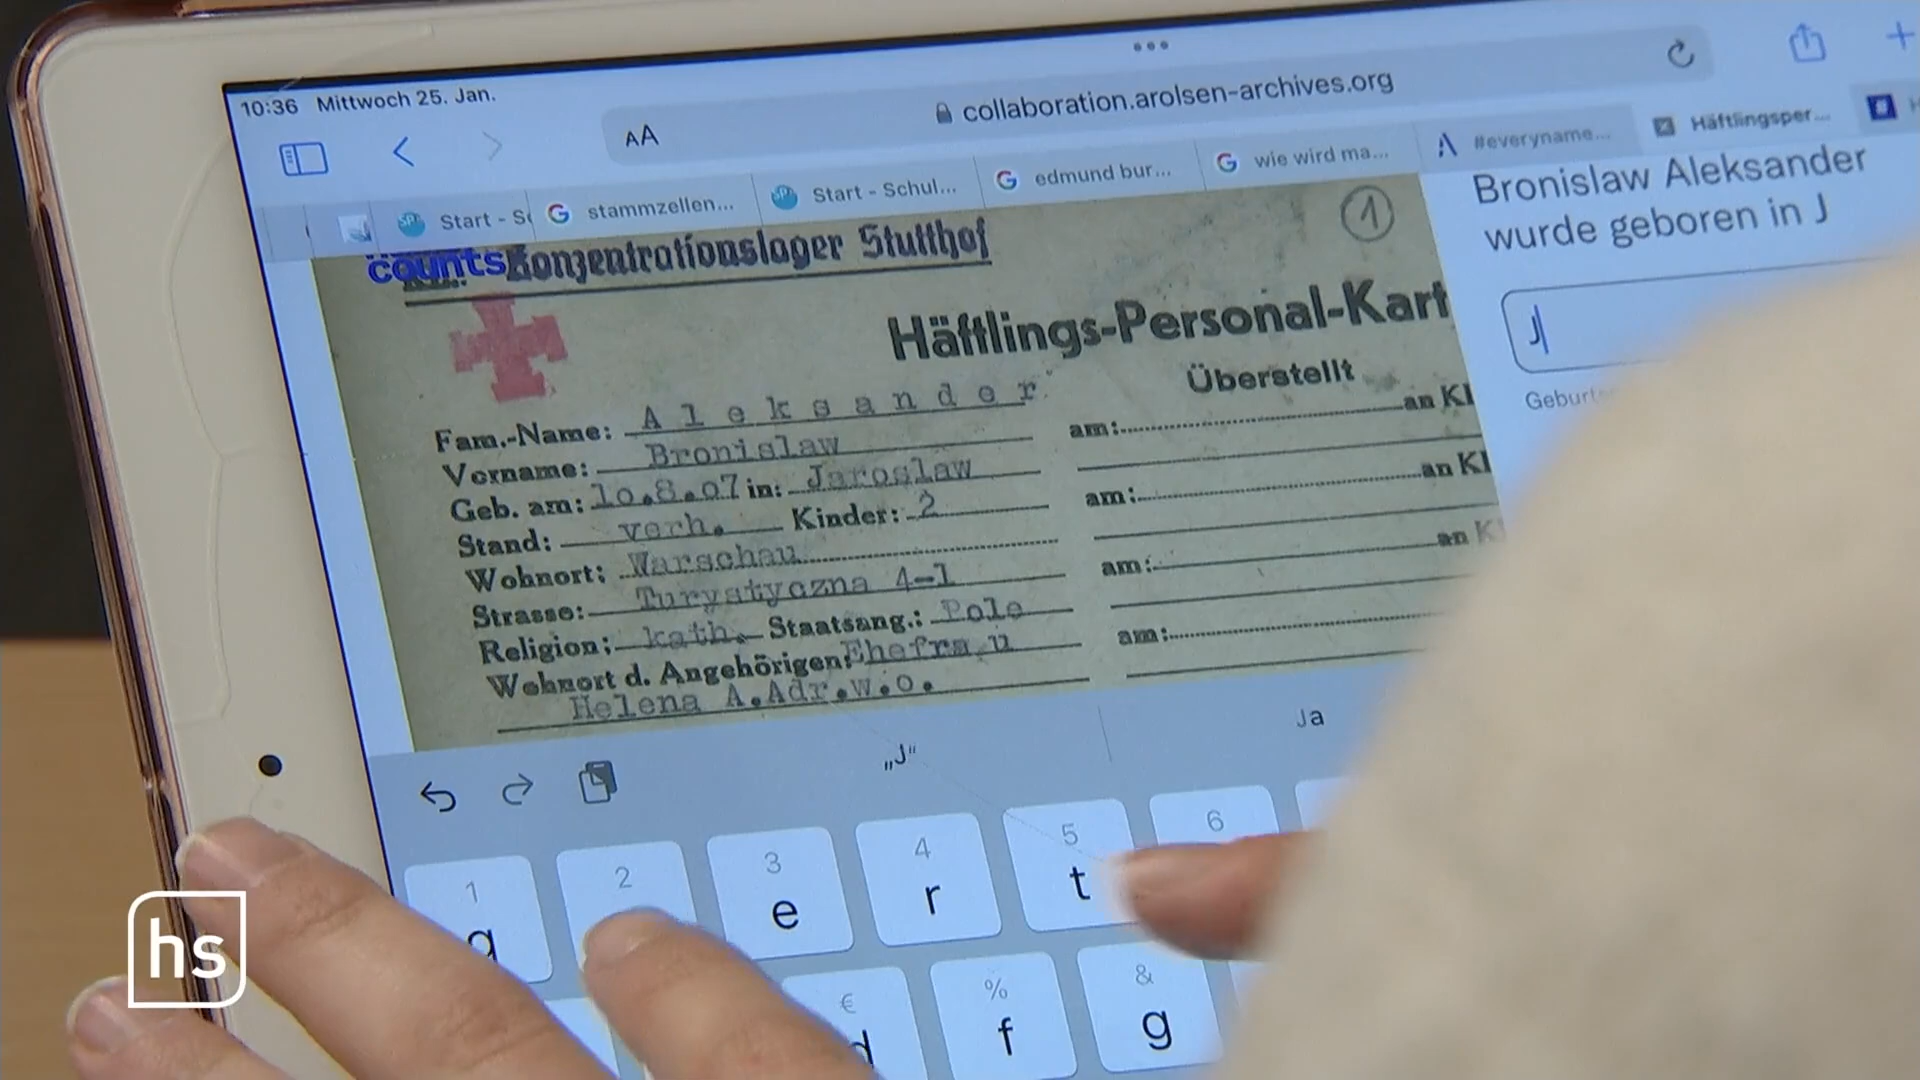 10:36 Mittwoch 25. Jan.
AA
collaboration.arolsen-archives.org
Start - Sc
stammzellen...
Start - Schul...
edmund bur...
wie wird ma...
#everyname...
Häftlingsper...
counts
Konzentrationslager Stutthof
1
Häftlings-Personal-Kart
Fam.-Name: Aleksander
Vorname: Bronislaw
Geb. am: 10.8.07 in: Jaroslaw
Stand: verh. Kinder: 2
Wohnort: Warschau
Strasse: Turystyczna 4-1
Religion: kath. Staatsang.: Pole
Wohnort d. Angehörigen: Ehefrau
Helena A.Adr.w.o.
Überstellt
am: an Kl
am: an Kl
am: an K
am:
Bronislaw Aleksander
wurde geboren in J
J
Geburts
„J“
Ja
1 2 3 4 5 6
q e r t
€ % &
d f g
hs